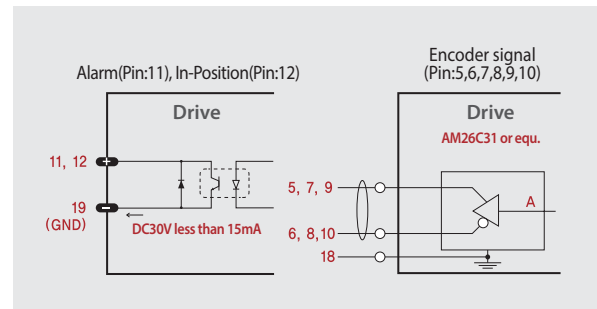 Alarm(Pin:11), In-Position(Pin:12)
Drive
11, 12
+
19
(GND)
−
DC30V less than 15mA
Encoder signal
(Pin:5,6,7,8,9,10)
Drive
AM26C31 or equ.
5, 7, 9
A
6, 8,10
18